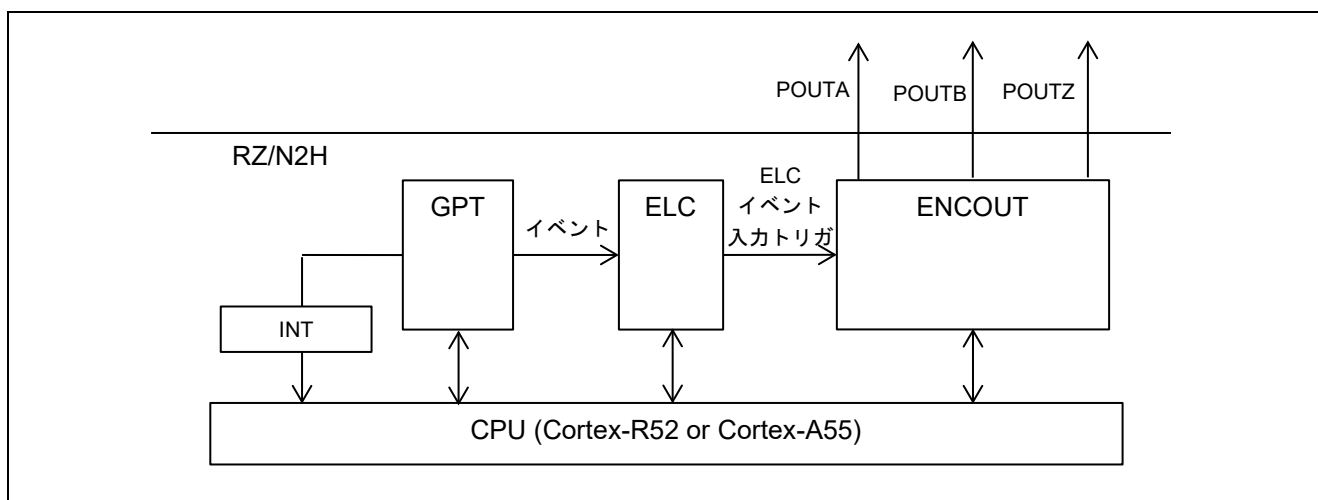 POUTA
POUTB
POUTZ
RZ/N2H
GPT
イベント
ELC
ELC
イベント
入力トリガ
ENCOUT
INT
CPU (Cortex-R52 or Cortex-A55)